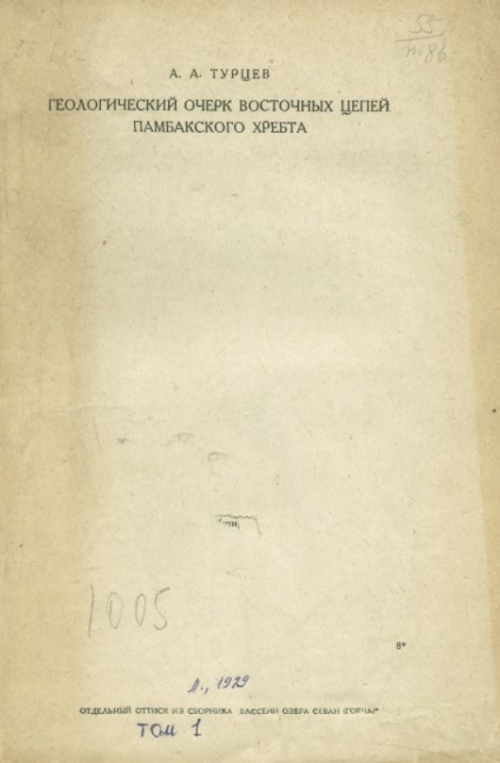 55
А. А. ТУРЦЕВ
ГЕОЛОГИЧЕСКИЙ ОЧЕРК ВОСТОЧНЫХ ЦЕПЕЙ
ПАМБАКСКОГО ХРЕБТА
1005
8*
Л., 1929
ОТДЕЛЬНЫЙ ОТТИСК ИЗ СБОРНИКА „БАССЕЙН ОЗЕРА СЕВАН (ГОКЧА)“
ТОМ 1